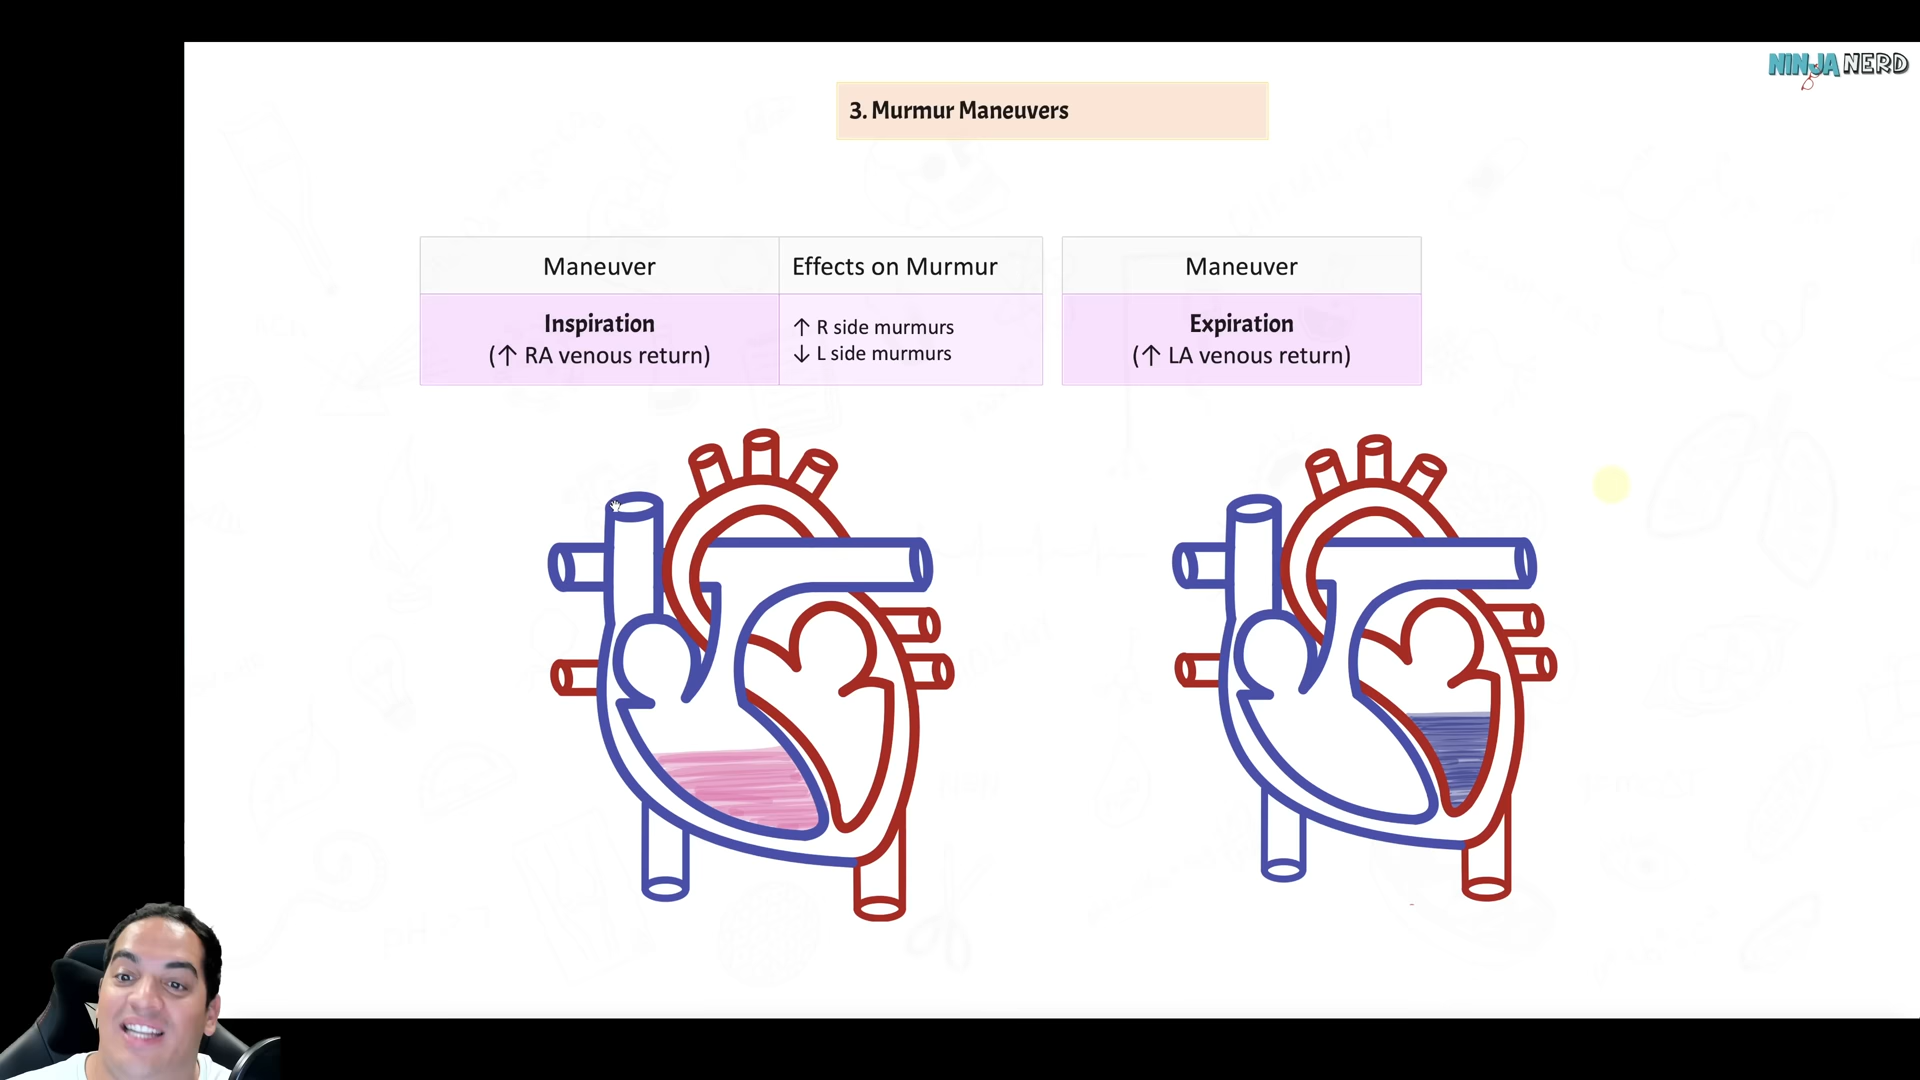 NINJA NERD
3. Murmur Maneuvers
Maneuver
Effects on Murmur
Inspiration
(↑ RA venous return)
↑ R side murmurs
↓ L side murmurs
Maneuver
Expiration
(↑ LA venous return)